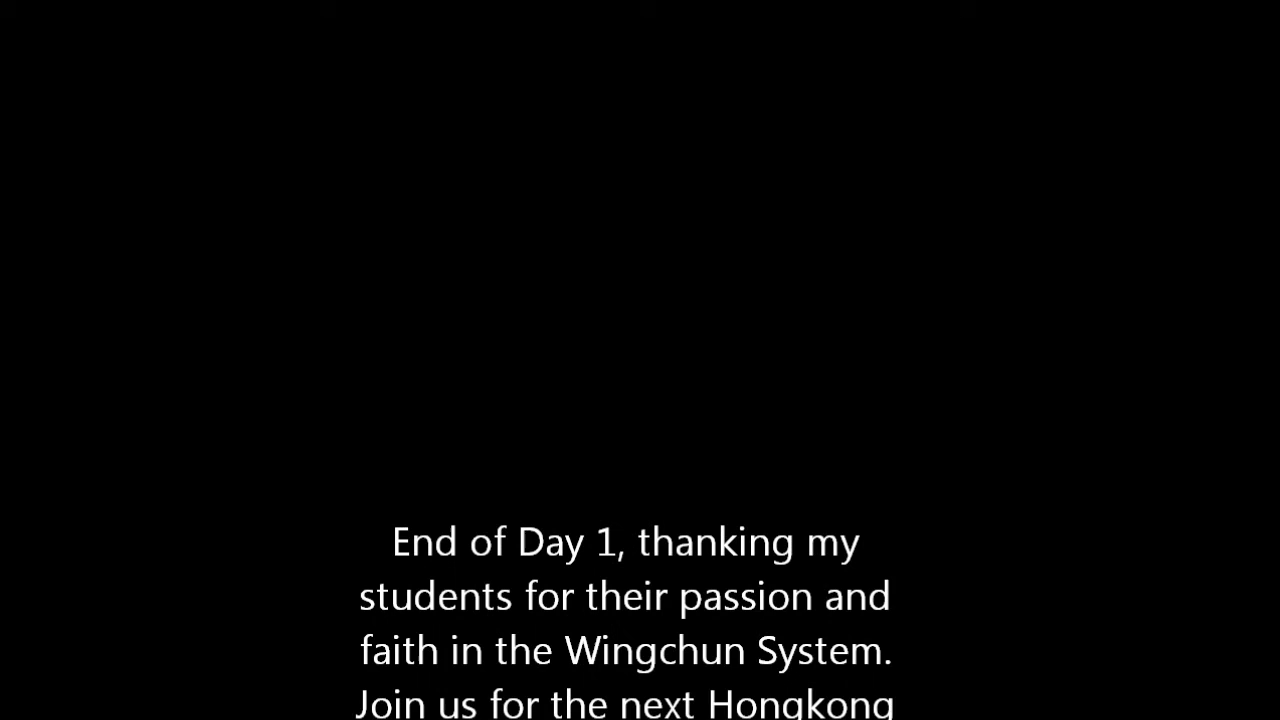 End of Day 1, thanking my
students for their passion and
faith in the Wingchun System.
Join us for the next Hongkong